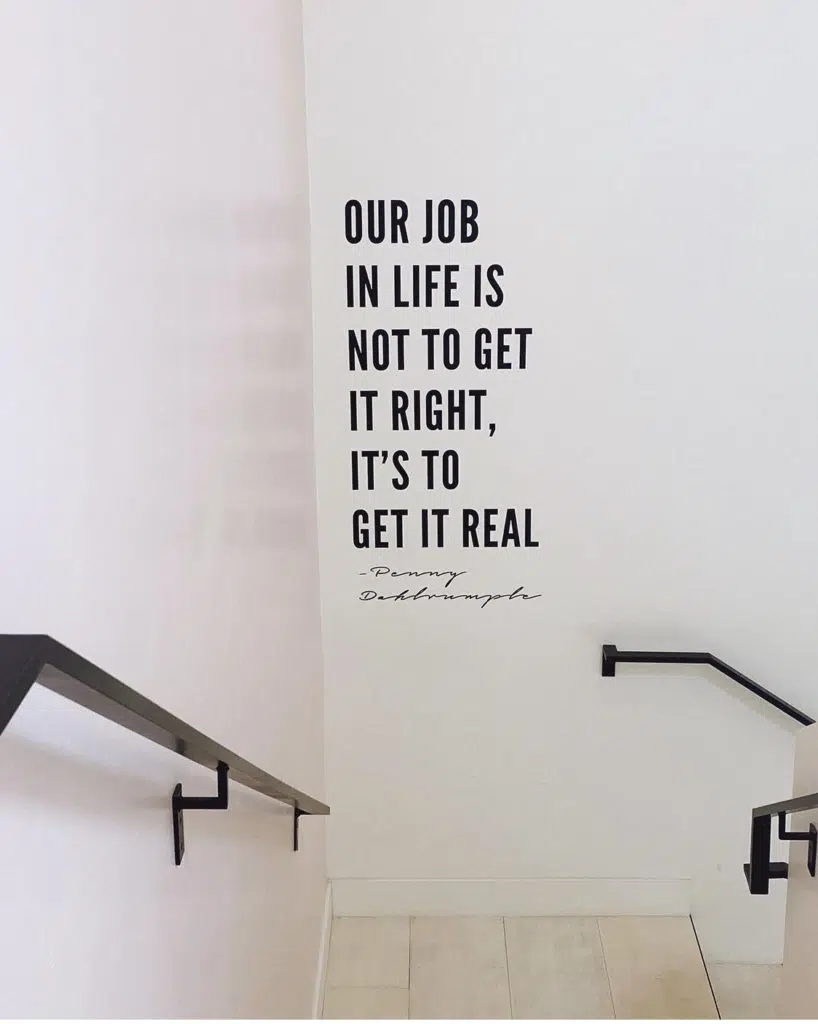 OUR JOB
IN LIFE IS
NOT TO GET
IT RIGHT,
IT'S TO
GET IT REAL
-Penny
Dahlrumple